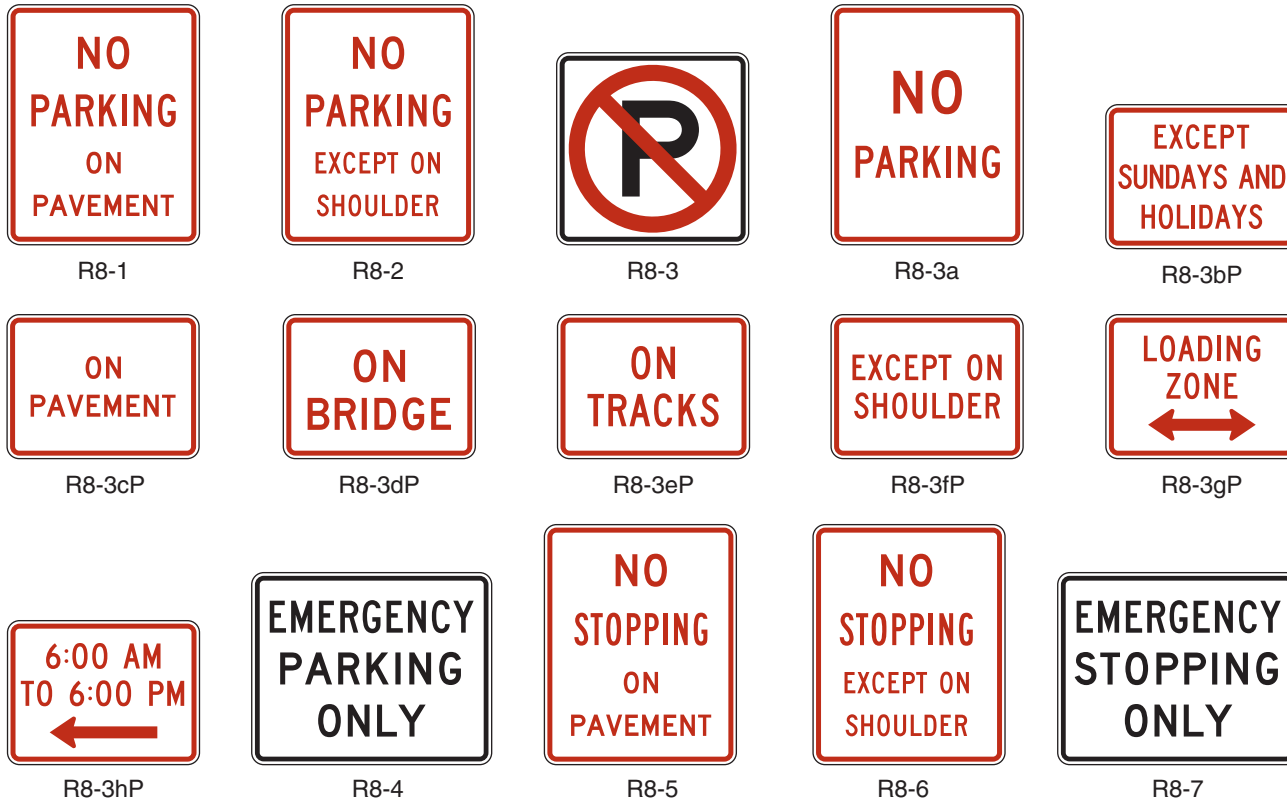 NO
PARKING
ON
PAVEMENT
R8-1
NO
PARKING
EXCEPT ON
SHOULDER
R8-2
P
R8-3
NO
PARKING
R8-3a
EXCEPT
SUNDAYS AND
HOLIDAYS
R8-3bP
ON
PAVEMENT
R8-3cP
ON
BRIDGE
R8-3dP
ON
TRACKS
R8-3eP
EXCEPT ON
SHOULDER
R8-3fP
LOADING
ZONE
R8-3gP
6:00 AM
TO 6:00 PM
R8-3hP
EMERGENCY
PARKING
ONLY
R8-4
NO
STOPPING
ON
PAVEMENT
R8-5
NO
STOPPING
EXCEPT ON
SHOULDER
R8-6
EMERGENCY
STOPPING
ONLY
R8-7